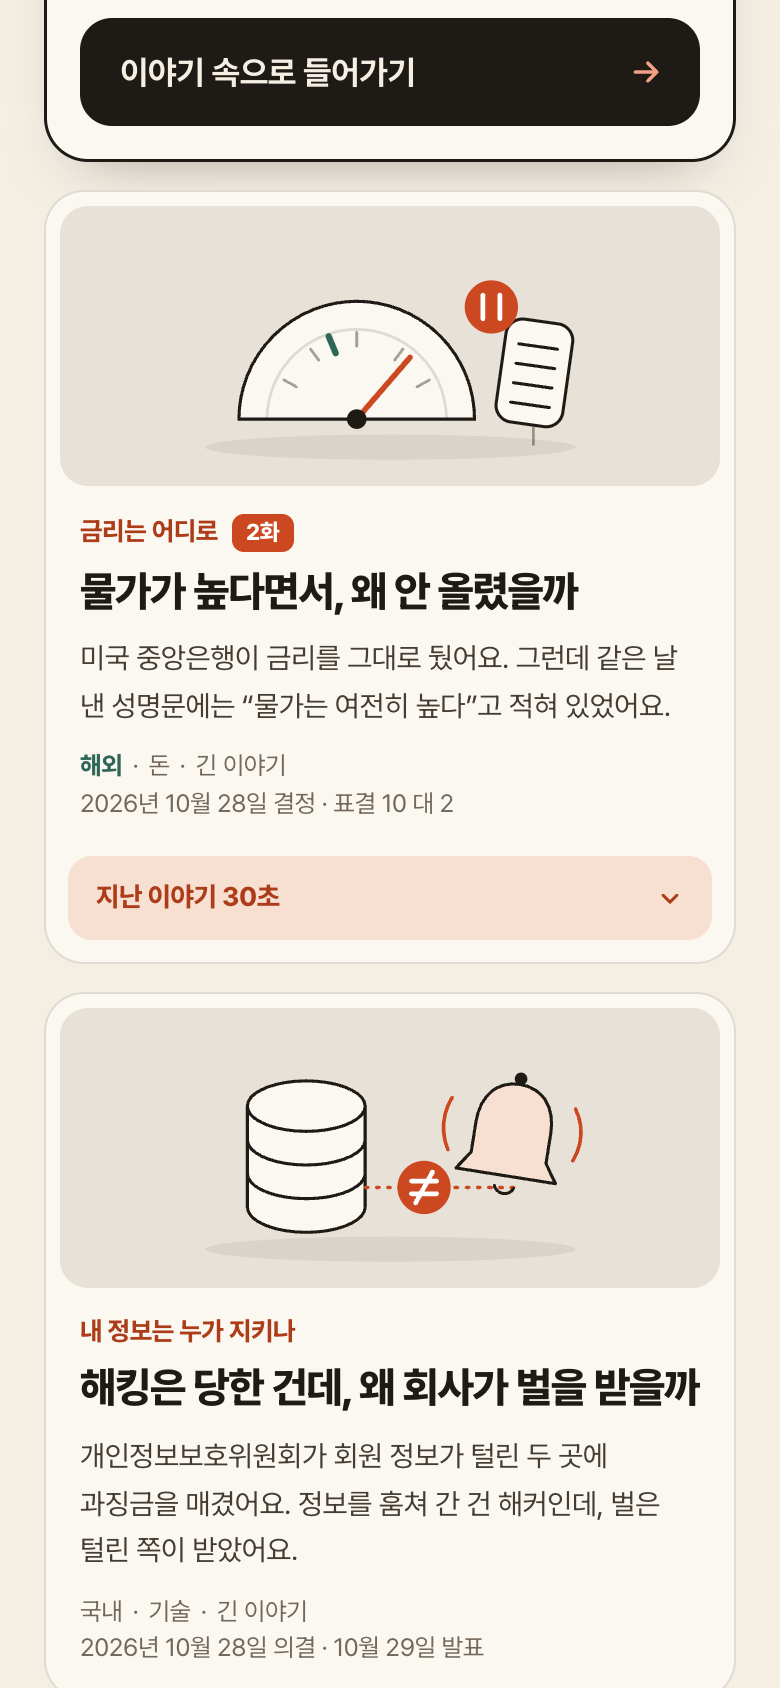 이야기 속으로 들어가기
금리는 어디로 2화
물가가 높다면서, 왜 안 올렸을까
미국 중앙은행이 금리를 그대로 뒀어요. 그런데 같은 날
낸 성명문에는 “물가는 여전히 높다”고 적혀 있었어요.
해외 · 돈 · 긴 이야기
2026년 10월 28일 결정 · 표결 10 대 2
지난 이야기 30초
내 정보는 누가 지키나
해킹은 당한 건데, 왜 회사가 벌을 받을까
개인정보보호위원회가 회원 정보가 털린 두 곳에
과징금을 매겼어요. 정보를 훔쳐 간 건 해커인데, 벌은
털린 쪽이 받았어요.
국내 · 기술 · 긴 이야기
2026년 10월 28일 의결 · 10월 29일 발표